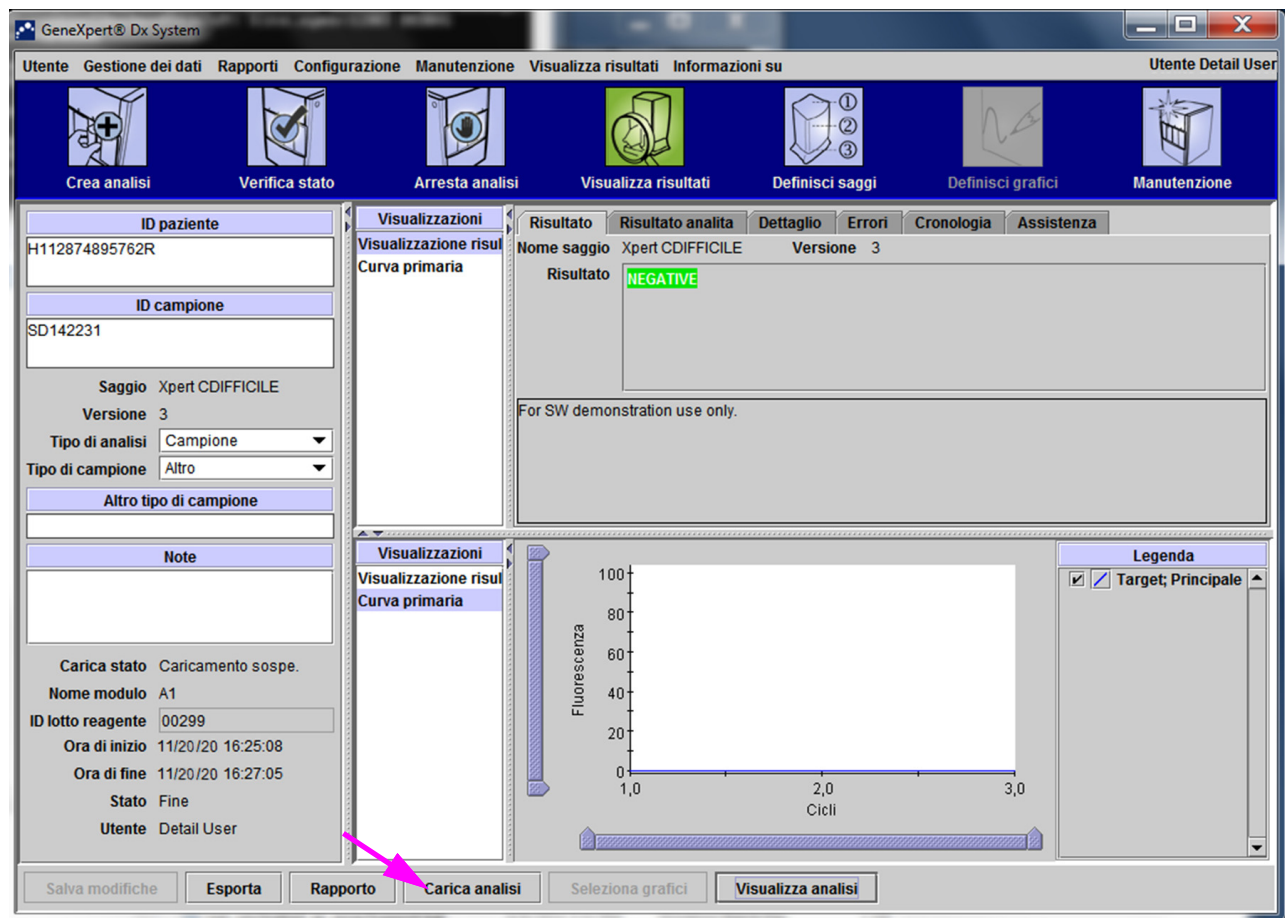 GeneXpert® Dx System
Utente Gestione dei dati Rapporti Configurazione Manutenzione Visualizza risultati Informazioni su Utente Detail User
Crea analisi Verifica stato Arresta analisi Visualizza risultati Definisci saggi Definisci grafici Manutenzione
ID paziente
H112874895762R
ID campione
SD142231
Saggio Xpert CDIFFICILE
Versione 3
Tipo di analisi Campione
Tipo di campione Altro
Altro tipo di campione
Note
Carica stato Caricamento sospe.
Nome modulo A1
ID lotto reagente 00299
Ora di inizio 11/20/20 16:25:08
Ora di fine 11/20/20 16:27:05
Stato Fine
Utente Detail User
Visualizzazioni
Visualizzazione risul
Curva primaria
Risultato Risultato analita Dettaglio Errori Cronologia Assistenza
Nome saggio Xpert CDIFFICILE Versione 3
Risultato NEGATIVE
For SW demonstration use only.
Visualizzazioni
Visualizzazione risul
Curva primaria
Fluorescenza
100
80
60
40
20
0
1,0 2,0 3,0
Cicli
Legenda
Target; Principale
Salva modifiche Esporta Rapporto Carica analisi Seleziona grafici Visualizza analisi